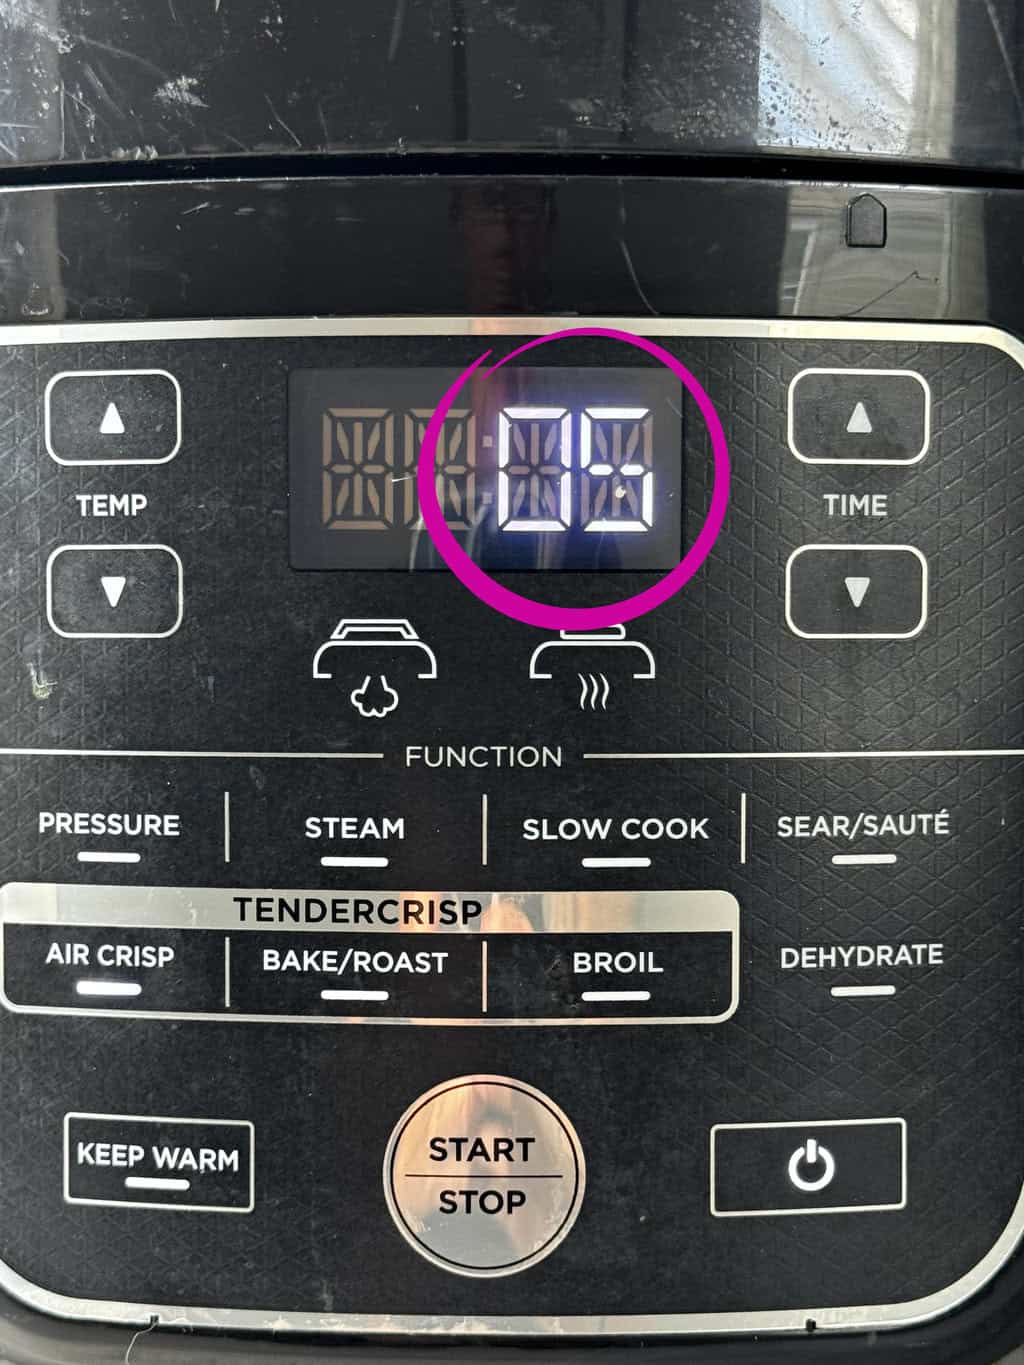 05
TEMP
TIME
FUNCTION
PRESSURE
STEAM
SLOW COOK
SEAR/SAUTÉ
TENDERCRISP
AIR CRISP
BAKE/ROAST
BROIL
DEHYDRATE
KEEP WARM
START
STOP